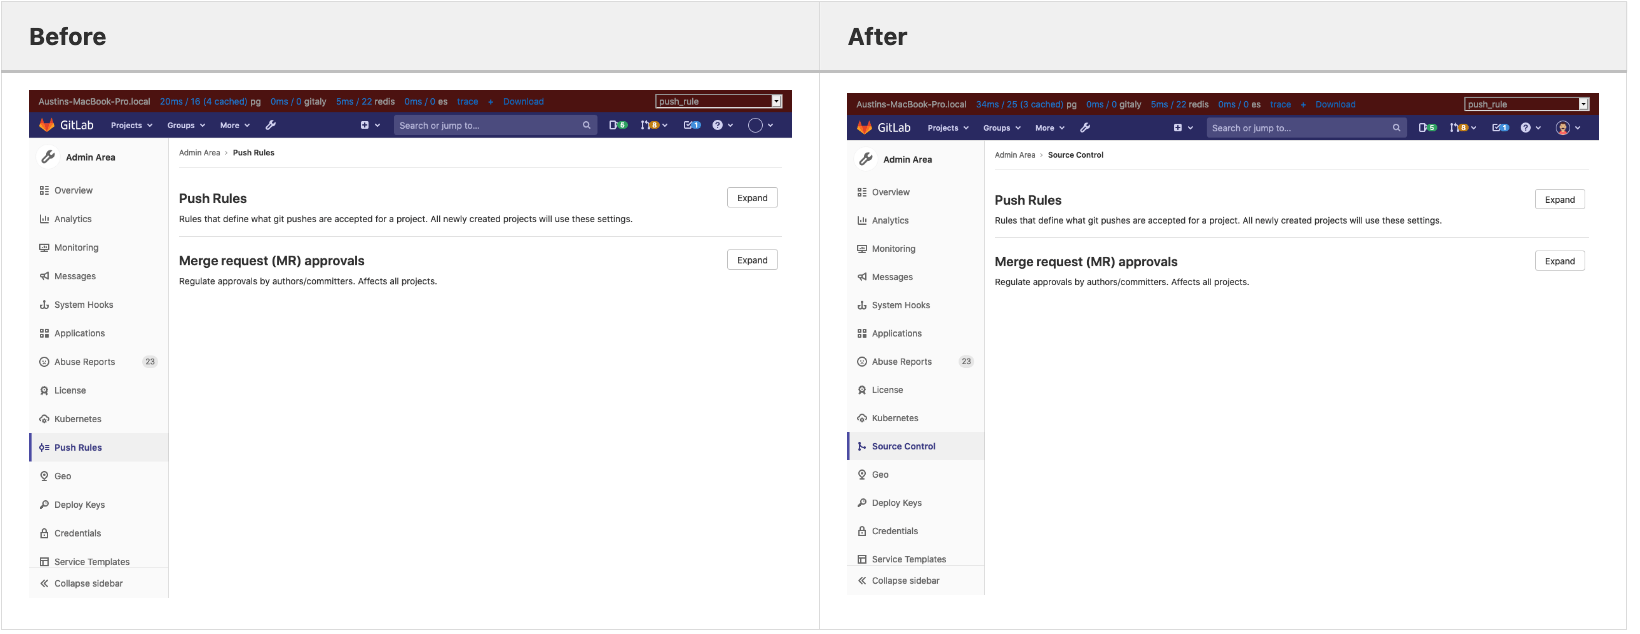 Before
After
Austins-MacBook-Pro.local 20ms / 16 (4 cached) pg 0ms / 0 gitaly 5ms / 22 redis 0ms / 0 es trace + Download push_rule
GitLab Projects Groups More Search or jump to... 5 8 1
Admin Area
Admin Area › Push Rules
Overview
Analytics
Monitoring
Messages
System Hooks
Applications
Abuse Reports 23
License
Kubernetes
Push Rules
Geo
Deploy Keys
Credentials
Service Templates
Collapse sidebar
Push Rules
Expand
Rules that define what git pushes are accepted for a project. All newly created projects will use these settings.
Merge request (MR) approvals
Expand
Regulate approvals by authors/committers. Affects all projects.
Austins-MacBook-Pro.local 34ms / 25 (3 cached) pg 0ms / 0 gitaly 5ms / 22 redis 0ms / 0 es trace + Download push_rule
GitLab Projects Groups More Search or jump to... 5 8 1
Admin Area
Admin Area › Source Control
Overview
Analytics
Monitoring
Messages
System Hooks
Applications
Abuse Reports 23
License
Kubernetes
Source Control
Geo
Deploy Keys
Credentials
Service Templates
Collapse sidebar
Push Rules
Expand
Rules that define what git pushes are accepted for a project. All newly created projects will use these settings.
Merge request (MR) approvals
Expand
Regulate approvals by authors/committers. Affects all projects.